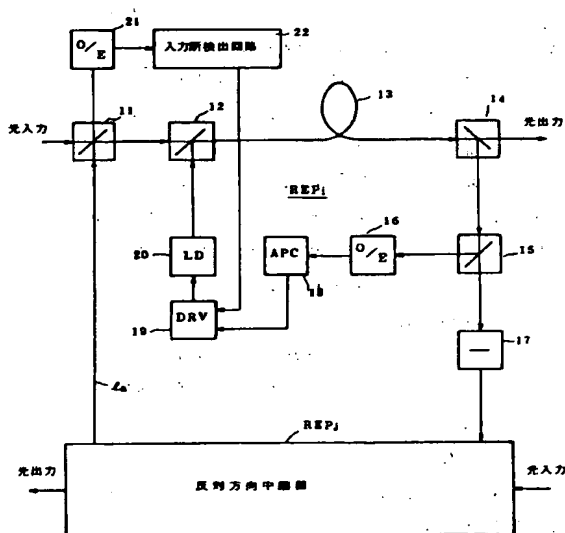 21
22
O/E
入力断検出回路
11
12
13
14
光入力
光出力
REPi
16
20
LD
APC
O/E
15
18
19
DRV
17
ℓa
REPj
光出力
反対方向中継器
光入力